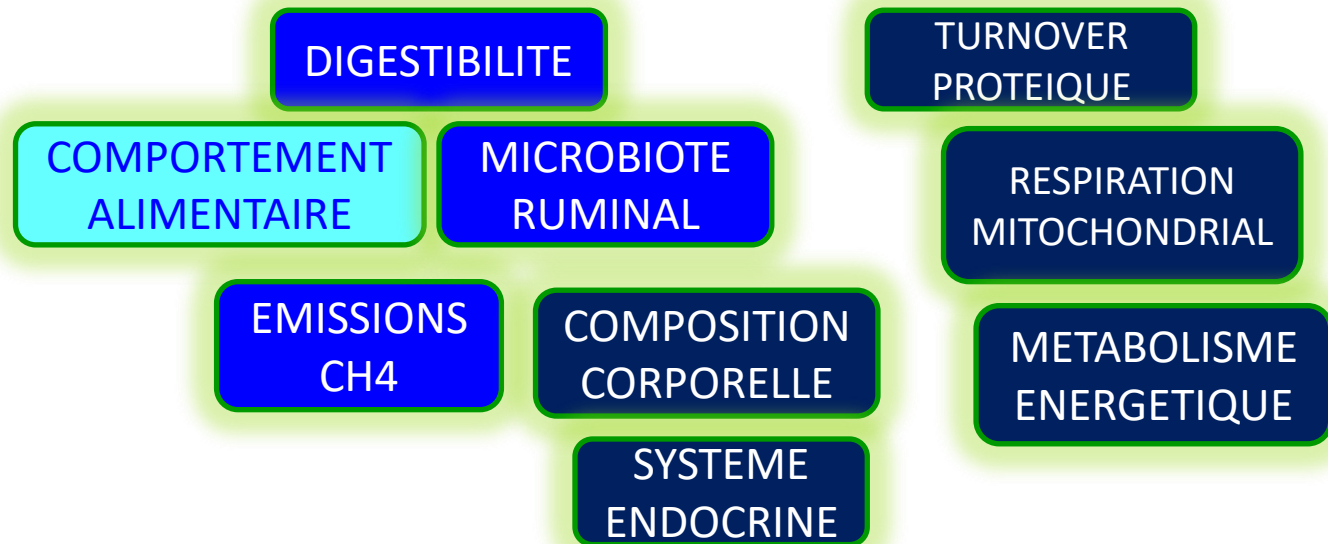 DIGESTIBILITE
TURNOVER
PROTEIQUE
COMPORTEMENT
ALIMENTAIRE
MICROBIOTE
RUMINAL
RESPIRATION
MITOCHONDRIAL
EMISSIONS
CH4
COMPOSITION
CORPORELLE
METABOLISME
ENERGETIQUE
SYSTEME
ENDOCRINE